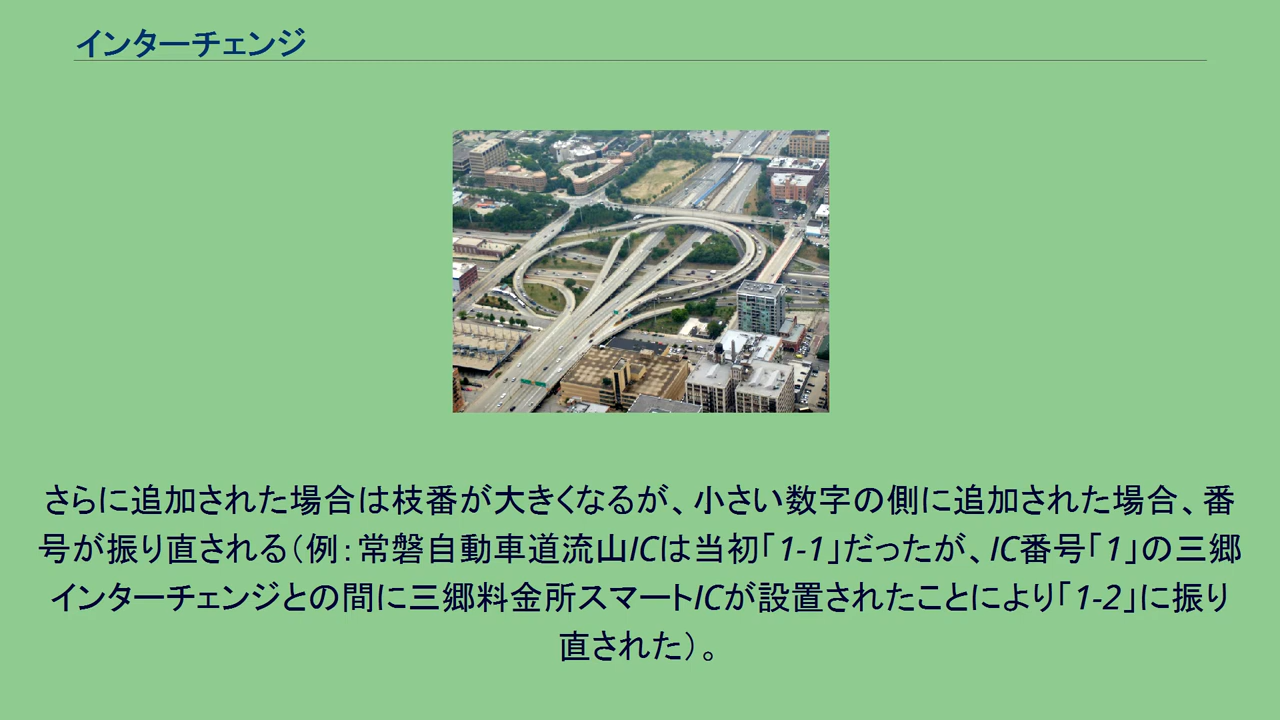 インターチェンジ
さらに追加された場合は枝番が大きくなるが、小さい数字の側に追加された場合、番
号が振り直される（例：常磐自動車道流山ICは当初「1-1」だったが、IC番号「1」の三郷
インターチェンジとの間に三郷料金所スマートICが設置されたことにより「1-2」に振り
直された）。